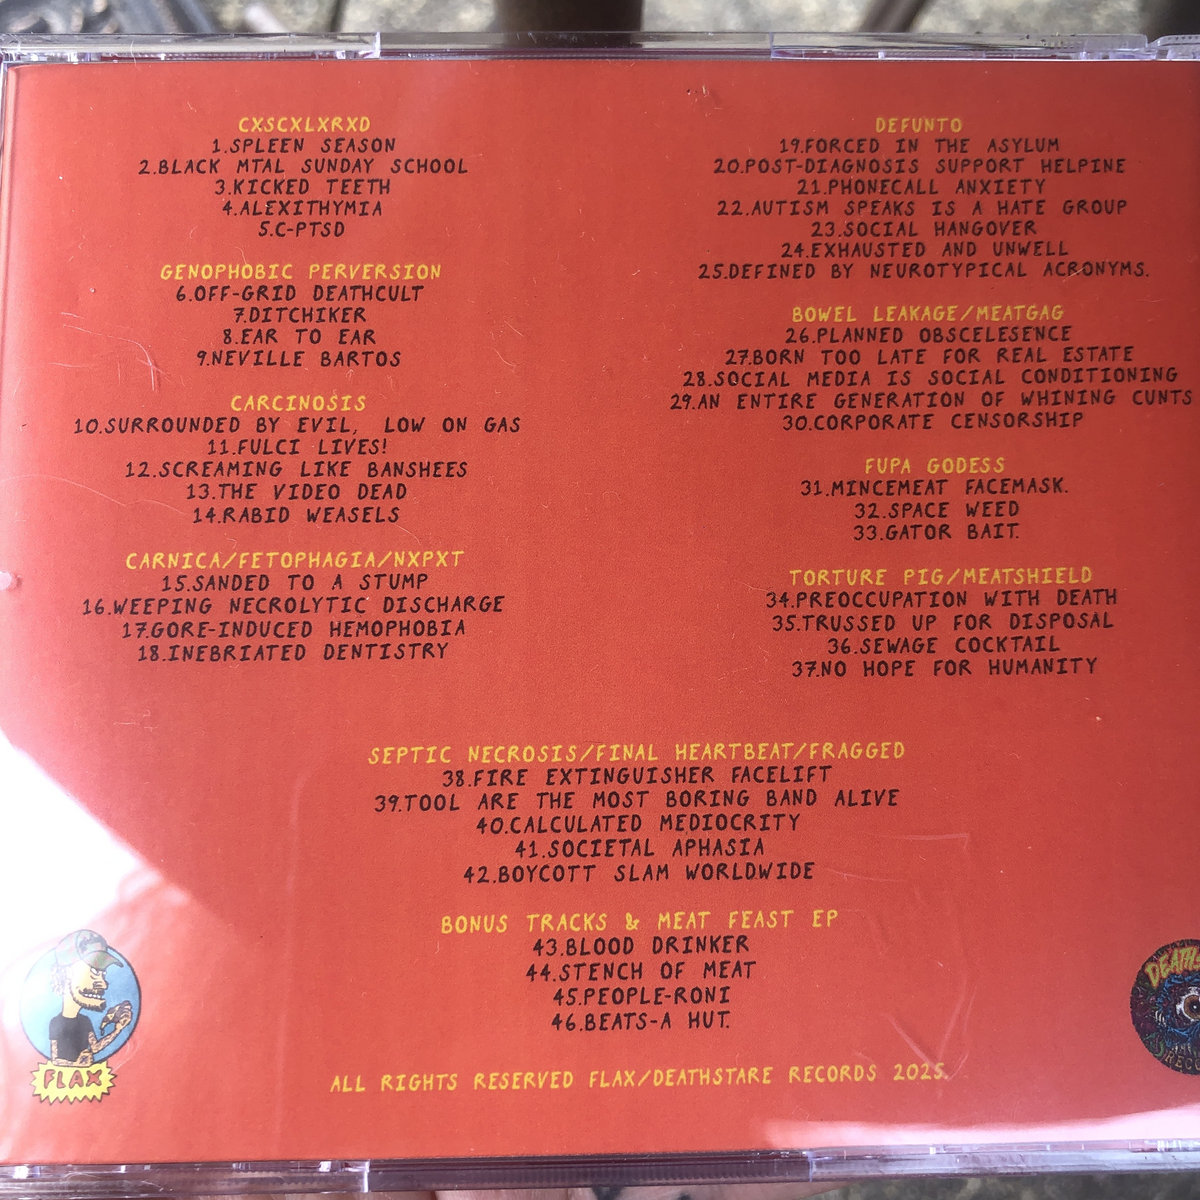 CXSCXLXRXD
1.SPLEEN SEASON
2.BLACK MTAL SUNDAY SCHOOL
3.KICKED TEETH
4.ALEXITHYMIA
5.C-PTSD
GENOPHOBIC PERVERSION
6.OFF-GRID DEATHCULT
7.DITCHIKER
8.EAR TO EAR
9.NEVILLE BARTOS
CARCINOSIS
10.SURROUNDED BY EVIL, LOW ON GAS
11.FULCI LIVES!
12.SCREAMING LIKE BANSHEES
13.THE VIDEO DEAD
14.RABID WEASELS
CARNICA/FETOPHAGIA/NXPXT
15.SANDED TO A STUMP
16.WEEPING NECROLYTIC DISCHARGE
17.GORE-INDUCED HEMOPHOBIA
18.INEBRIATED DENTISTRY
DEFUNTO
19.FORCED IN THE ASYLUM
20.POST-DIAGNOSIS SUPPORT HELPINE
21.PHONECALL ANXIETY
22.AUTISM SPEAKS IS A HATE GROUP
23.SOCIAL HANGOVER
24.EXHAUSTED AND UNWELL
25.DEFINED BY NEUROTYPICAL ACRONYMS.
BOWEL LEAKAGE/MEATGAG
26.PLANNED OBSCELESENCE
27.BORN TOO LATE FOR REAL ESTATE
28.SOCIAL MEDIA IS SOCIAL CONDITIONING
29.AN ENTIRE GENERATION OF WHINING CUNTS
30.CORPORATE CENSORSHIP
FUPA GODESS
31.MINCEMEAT FACEMASK.
32.SPACE WEED
33.GATOR BAIT.
TORTURE PIG/MEATSHIELD
34.PREOCCUPATION WITH DEATH
35.TRUSSED UP FOR DISPOSAL
36.SEWAGE COCKTAIL
37.NO HOPE FOR HUMANITY
SEPTIC NECROSIS/FINAL HEARTBEAT/FRAGGED
38.FIRE EXTINGUISHER FACELIFT
39.TOOL ARE THE MOST BORING BAND ALIVE
40.CALCULATED MEDIOCRITY
41.SOCIETAL APHASIA
42.BOYCOTT SLAM WORLDWIDE
BONUS TRACKS & MEAT FEAST EP
43.BLOOD DRINKER
44.STENCH OF MEAT
45.PEOPLE-RONI
46.BEATS-A HUT.
FLAX
ALL RIGHTS RESERVED FLAX/DEATHSTARE RECORDS 2025.